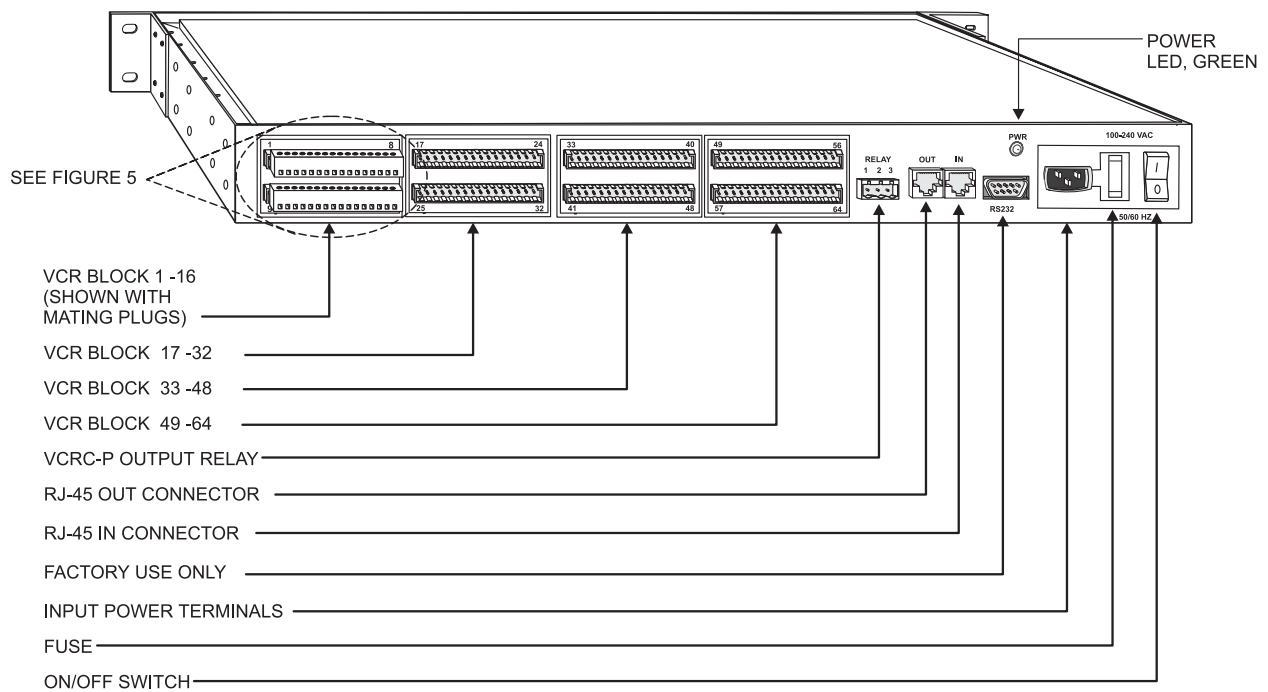 POWER
LED, GREEN
PWR
100-240 VAC
1 8 17 24 33 40 49 56
RELAY
1 2 3
OUT IN
SEE FIGURE 5
9 25 32 41 48 57 64
RS232
50/60 HZ
1
0
VCR BLOCK 1 -16
(SHOWN WITH
MATING PLUGS)
VCR BLOCK 17 -32
VCR BLOCK 33 -48
VCR BLOCK 49 -64
VCRC-P OUTPUT RELAY
RJ-45 OUT CONNECTOR
RJ-45 IN CONNECTOR
FACTORY USE ONLY
INPUT POWER TERMINALS
FUSE
ON/OFF SWITCH